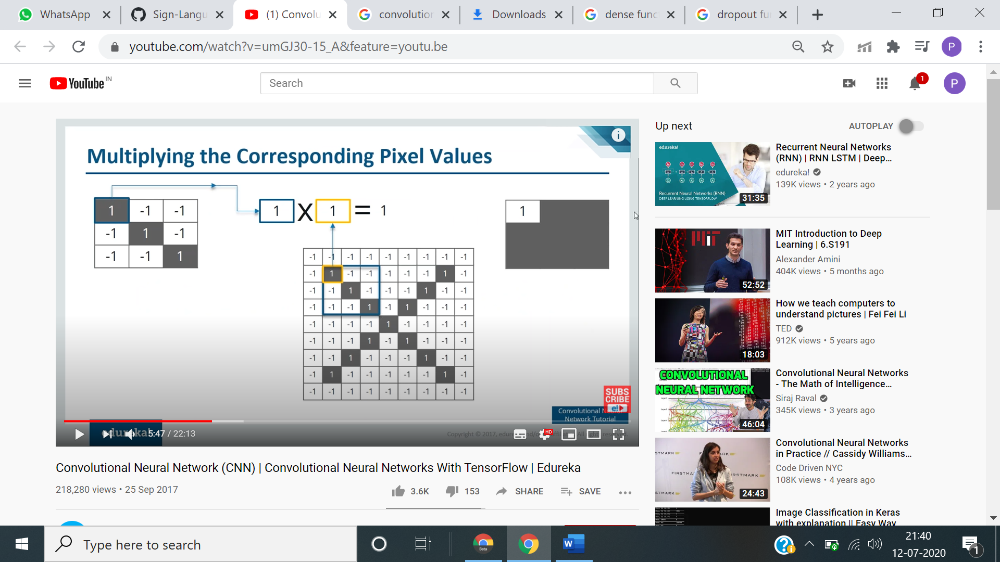 WhatsApp
Sign-Langu
(1) Convolu
convolution
Downloads
dense func
dropout fu
youtube.com/watch?v=umGJ30-15_A&feature=youtu.be
P
YouTube IN
Search
1
P
Multiplying the Corresponding Pixel Values
i
1 -1 -1
-1 1 -1
-1 -1 1
1 X 1 = 1
1
-1 -1 -1 -1 -1 -1 -1 -1 -1
-1 1 -1 -1 -1 -1 -1 1 -1
-1 -1 1 -1 -1 -1 1 -1 -1
-1 -1 -1 1 -1 1 -1 -1 -1
-1 -1 -1 -1 1 -1 -1 -1 -1
-1 -1 -1 1 -1 1 -1 -1 -1
-1 -1 1 -1 -1 -1 1 -1 -1
-1 1 -1 -1 -1 -1 -1 1 -1
-1 -1 -1 -1 -1 -1 -1 -1 -1
SUBS
CRIBE
e!
Convolutional Neural
Network Tutorial
edureka!
5:47 / 22:13
Copyright © 2017, All rights reserved.
HD
Convolutional Neural Network (CNN) | Convolutional Neural Networks With TensorFlow | Edureka
218,280 views • 25 Sep 2017
3.6K
153
SHARE
SAVE
Up next
AUTOPLAY
edureka!
Recurrent Neural Networks (RNN)
DEEP LEARNING USING TENSORFLOW
31:35
Recurrent Neural Networks
(RNN) | RNN LSTM | Deep...
edureka!
139K views • 2 years ago
MIT
52:52
MIT Introduction to Deep
Learning | 6.S191
Alexander Amini
404K views • 5 months ago
18:03
How we teach computers to
understand pictures | Fei Fei Li
TED
912K views • 5 years ago
CONVOLUTIONAL
NEURAL NETWORK
46:04
Convolutional Neural Networks
- The Math of Intelligence...
Siraj Raval
345K views • 3 years ago
STMARK
FIRSTMA
RSTMARK
STMARK
24:43
Convolutional Neural Networks
in Practice // Cassidy Williams...
Code Driven NYC
108K views • 4 years ago
Image Classification in Keras
with explanation || Easy Way
Type here to search
Beta
W
21:40
12-07-2020
1